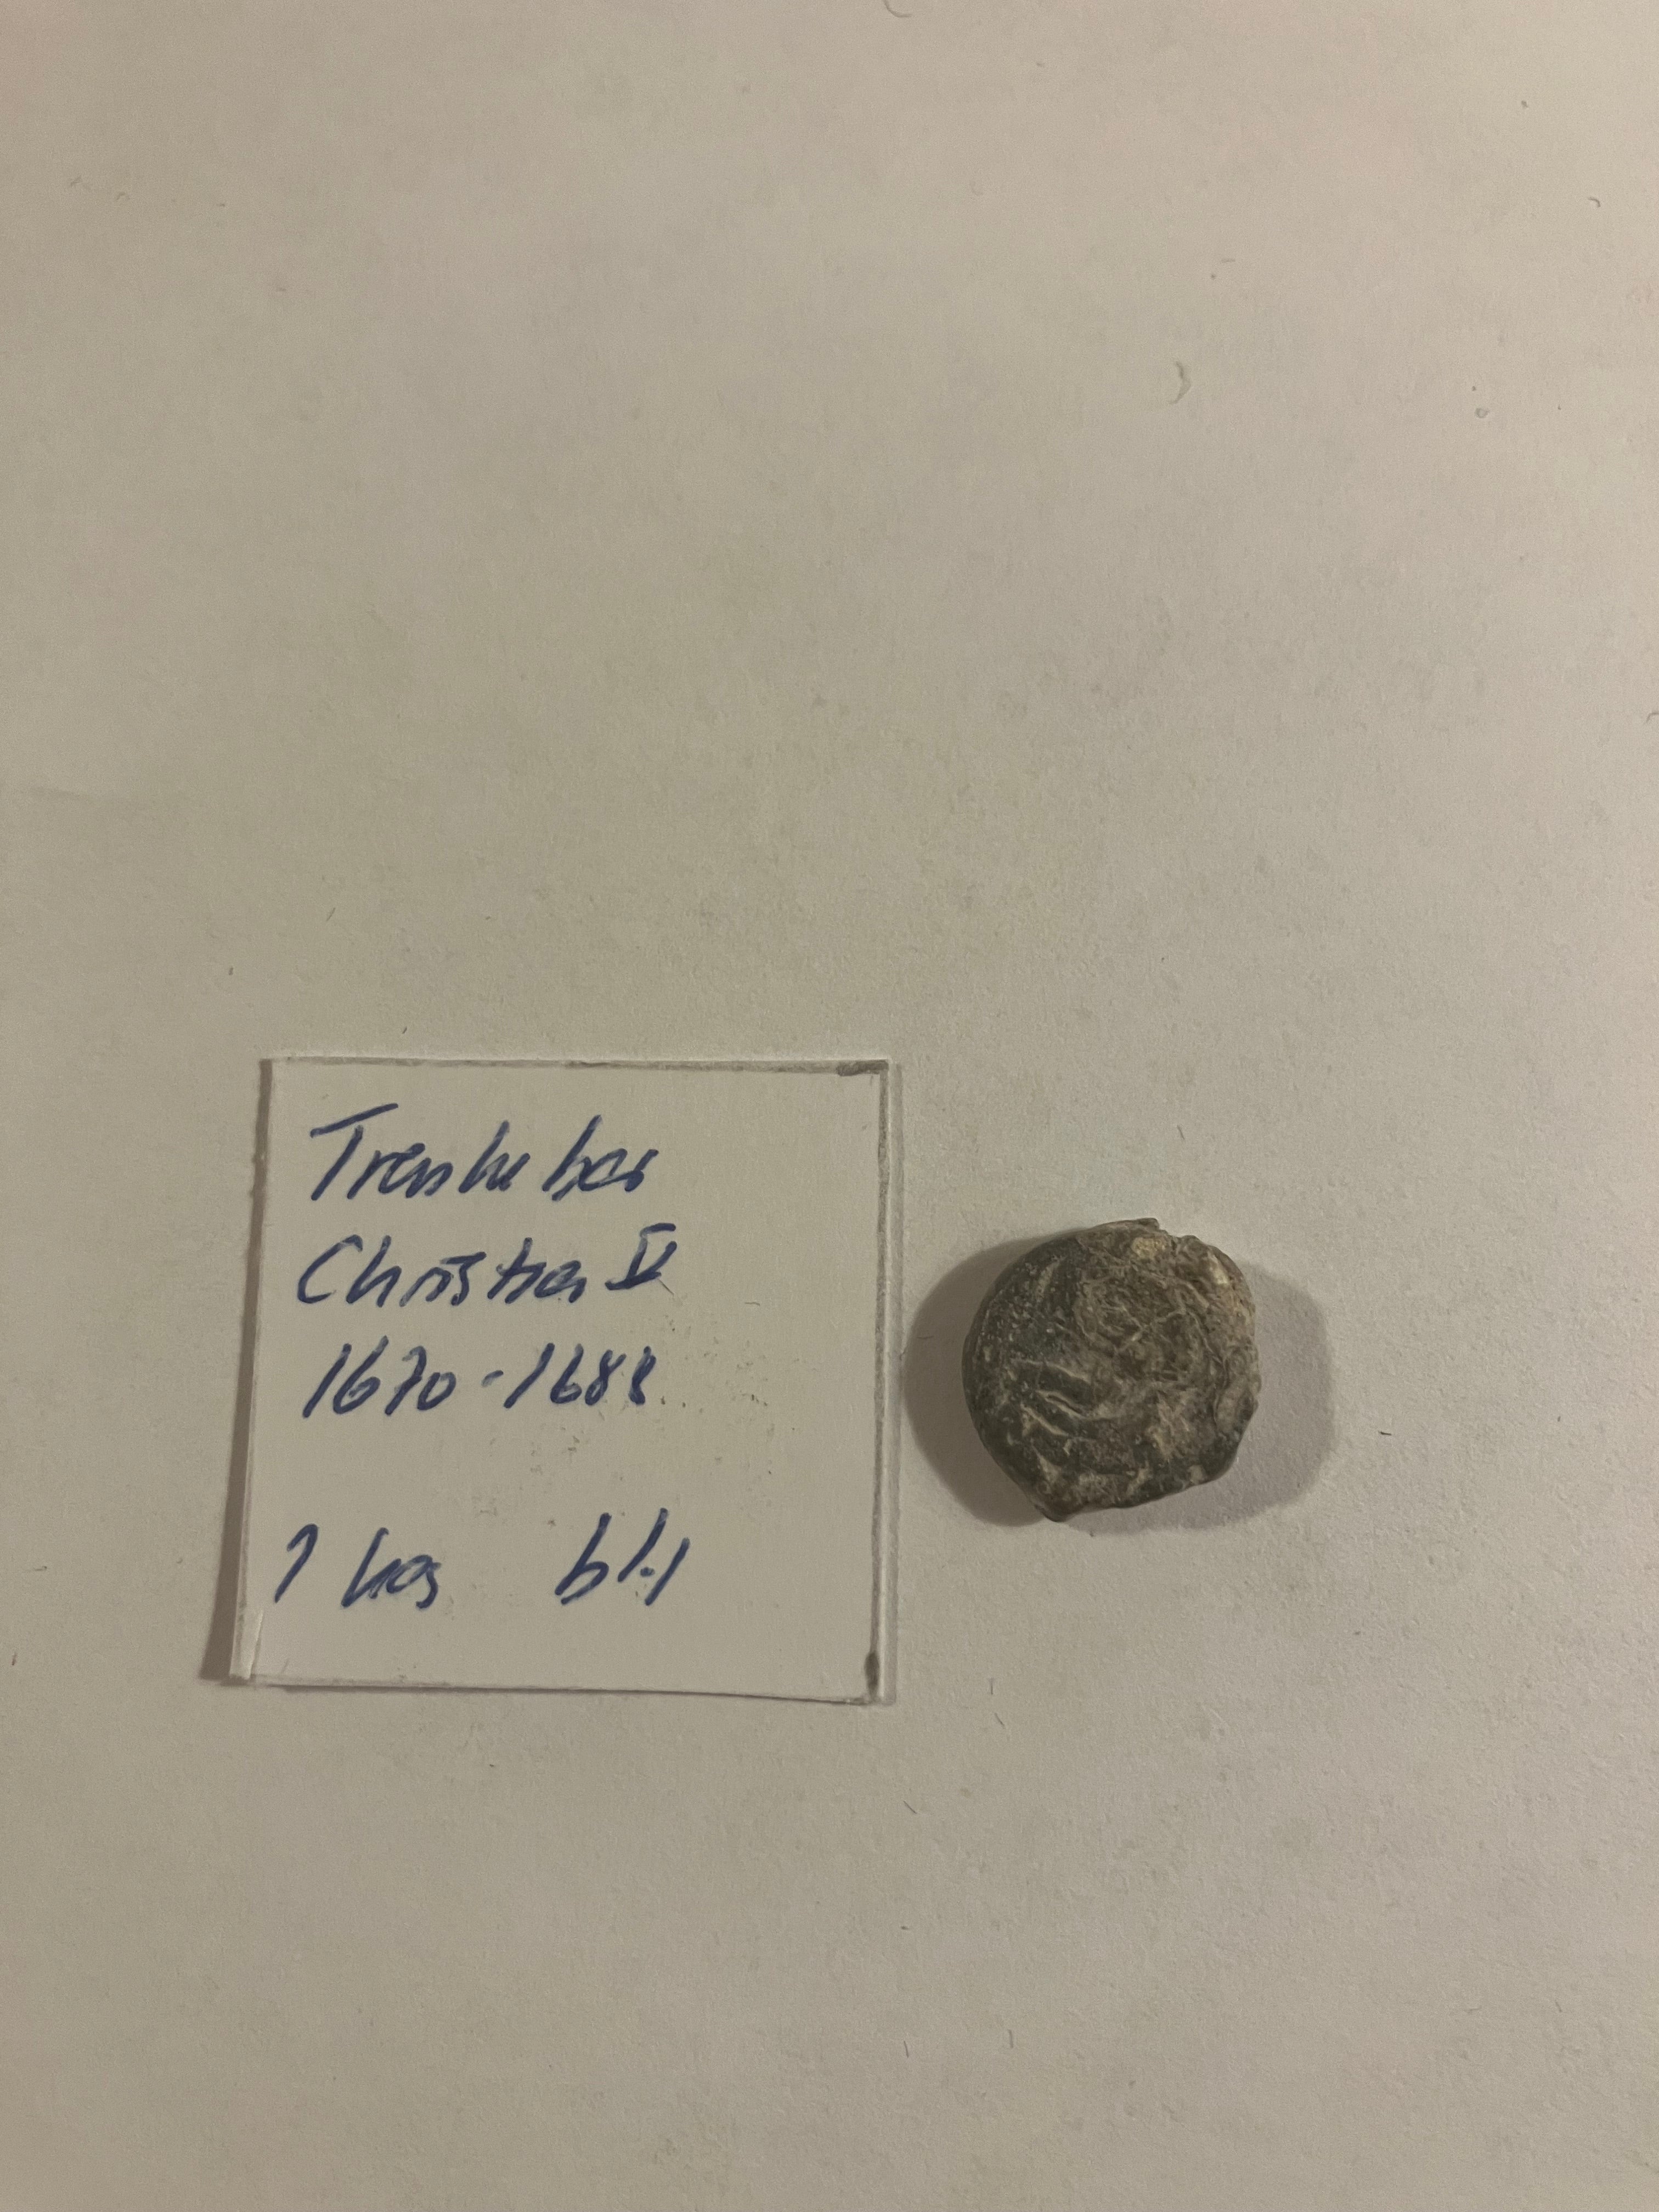 Trankebar
Christian V
1670-1688
1 kas bly